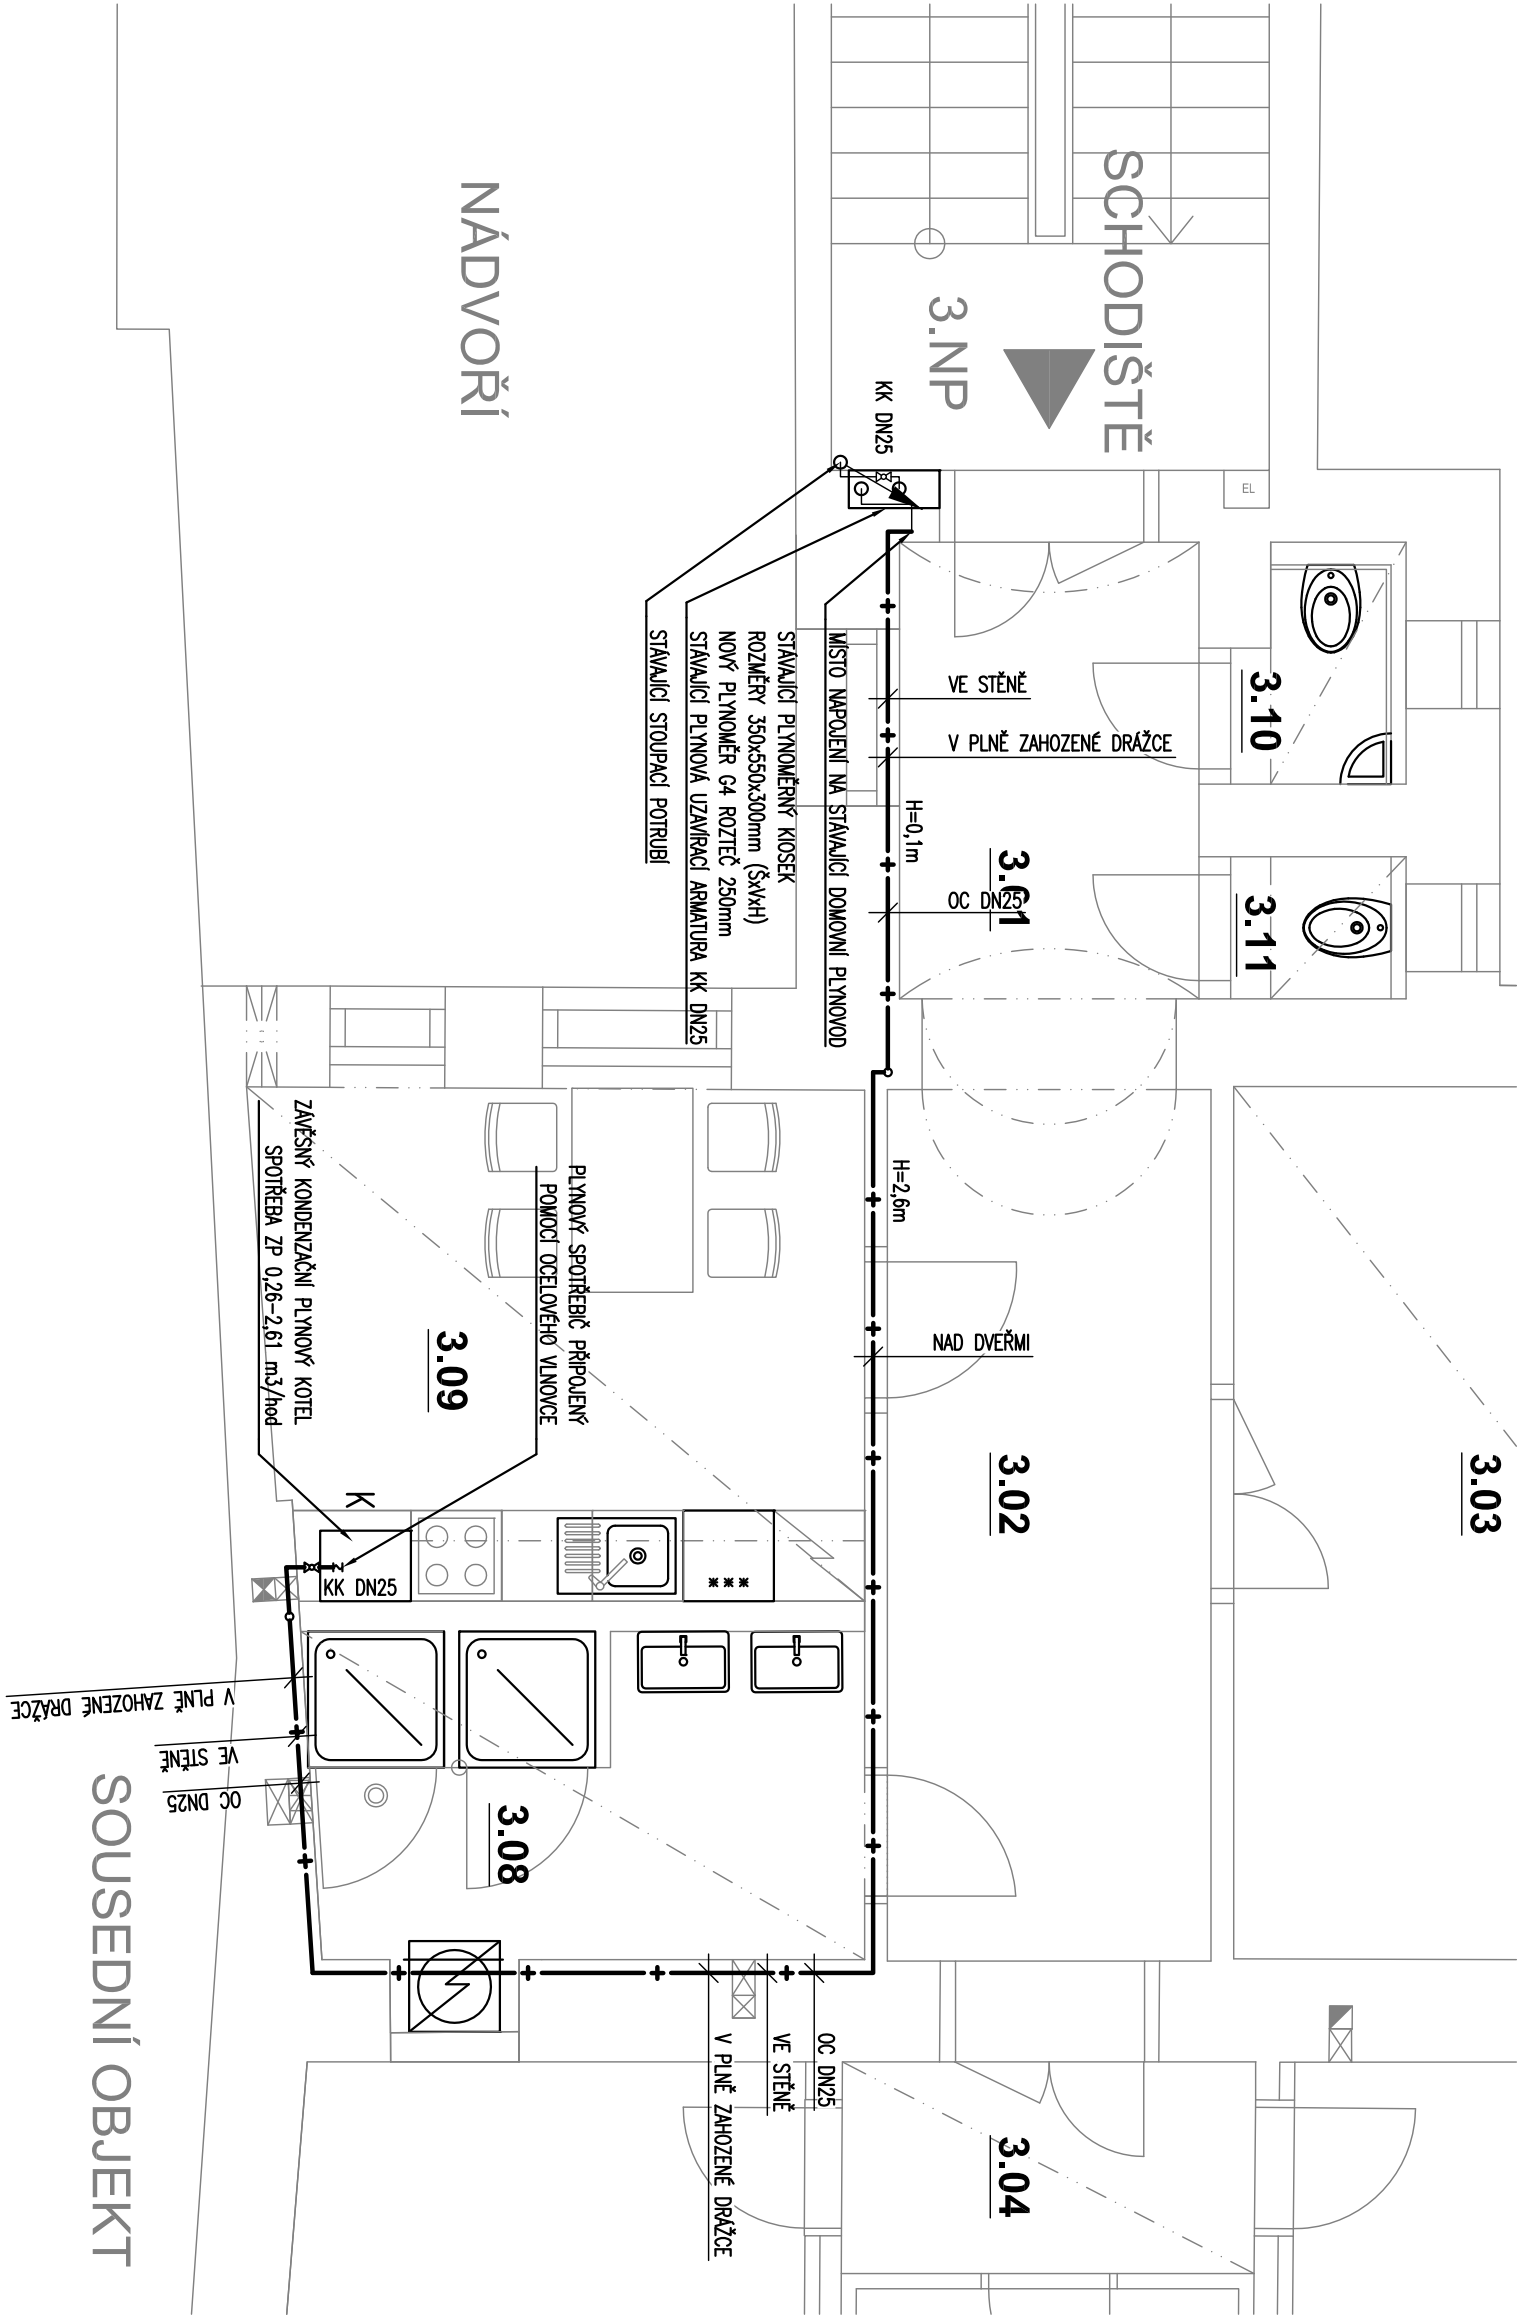 SCHODIŠTĚ
3.NP
NÁDVOŘÍ
KK DN25
EL
3.10
3.11
3.01
VE STĚNĚ
V PLNĚ ZAHOZENÉ DRÁŽCE
H=0,1m
OC DN25
MÍSTO NAPOJENÍ NA STÁVAJÍCÍ DOMOVNÍ PLYNOVOD
STÁVAJÍCÍ PLYNOMĚRNÝ KIOSEK
ROZMĚRY 350x550x300mm (ŠxVxH)
NOVÝ PLYNOMĚR G4 ROZTEČ 250mm
STÁVAJÍCÍ PLYNOVÁ UZAVÍRACÍ ARMATURA KK DN25
STÁVAJÍCÍ STOUPACÍ POTRUBÍ
H=2,6m
NAD DVEŘMI
3.03
3.02
PLYNOVÝ SPOTŘEBIČ PŘIPOJENÝ
POMOCÍ OCELOVÉHO VLNOVCE
3.09
ZÁVĚSNÝ KONDENZAČNÍ PLYNOVÝ KOTEL
SPOTŘEBA ZP 0,26-2,61 m3/hod
K
KK DN25
***
3.08
V PLNĚ ZAHOZENÉ DRÁŽCE
VE STĚNĚ
OC DN25
OC DN25
VE STĚNĚ
V PLNĚ ZAHOZENÉ DRÁŽCE
3.04
SOUSEDNÍ OBJEKT